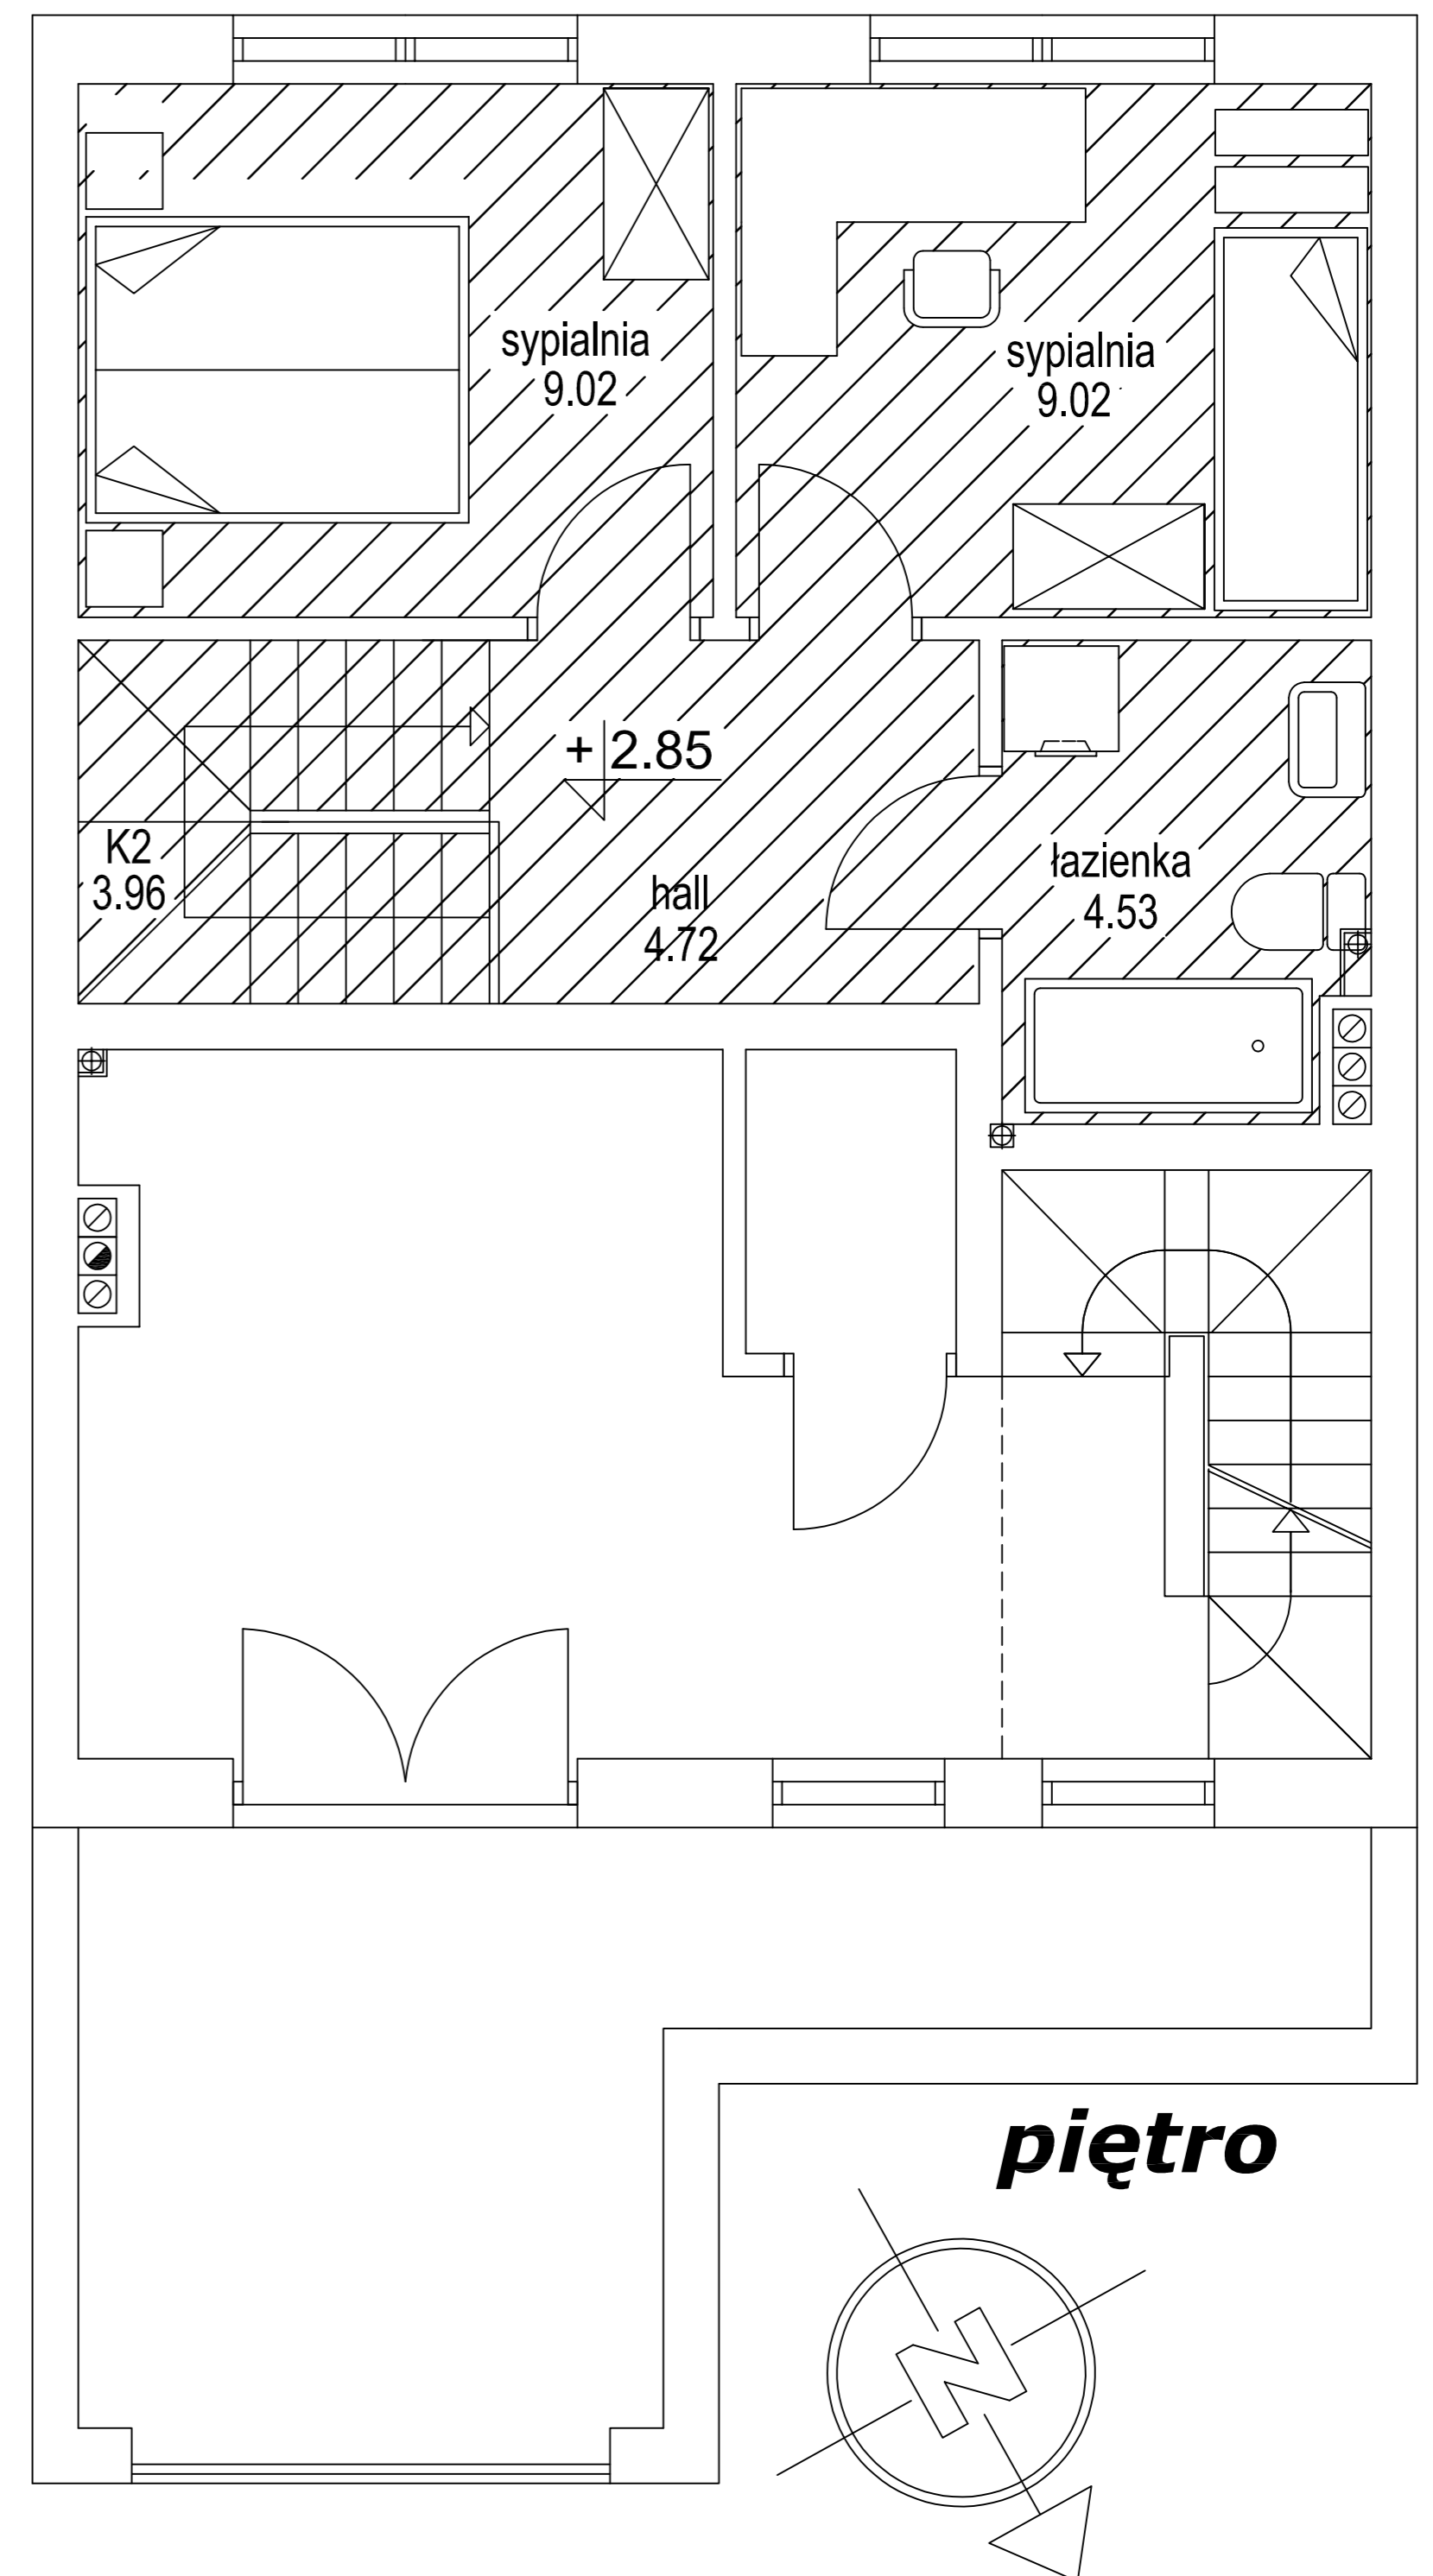 sypialnia
9.02
sypialnia
9.02
+ 2.85
K2
3.96
hall
4.72
łazienka
4.53
piętro
N